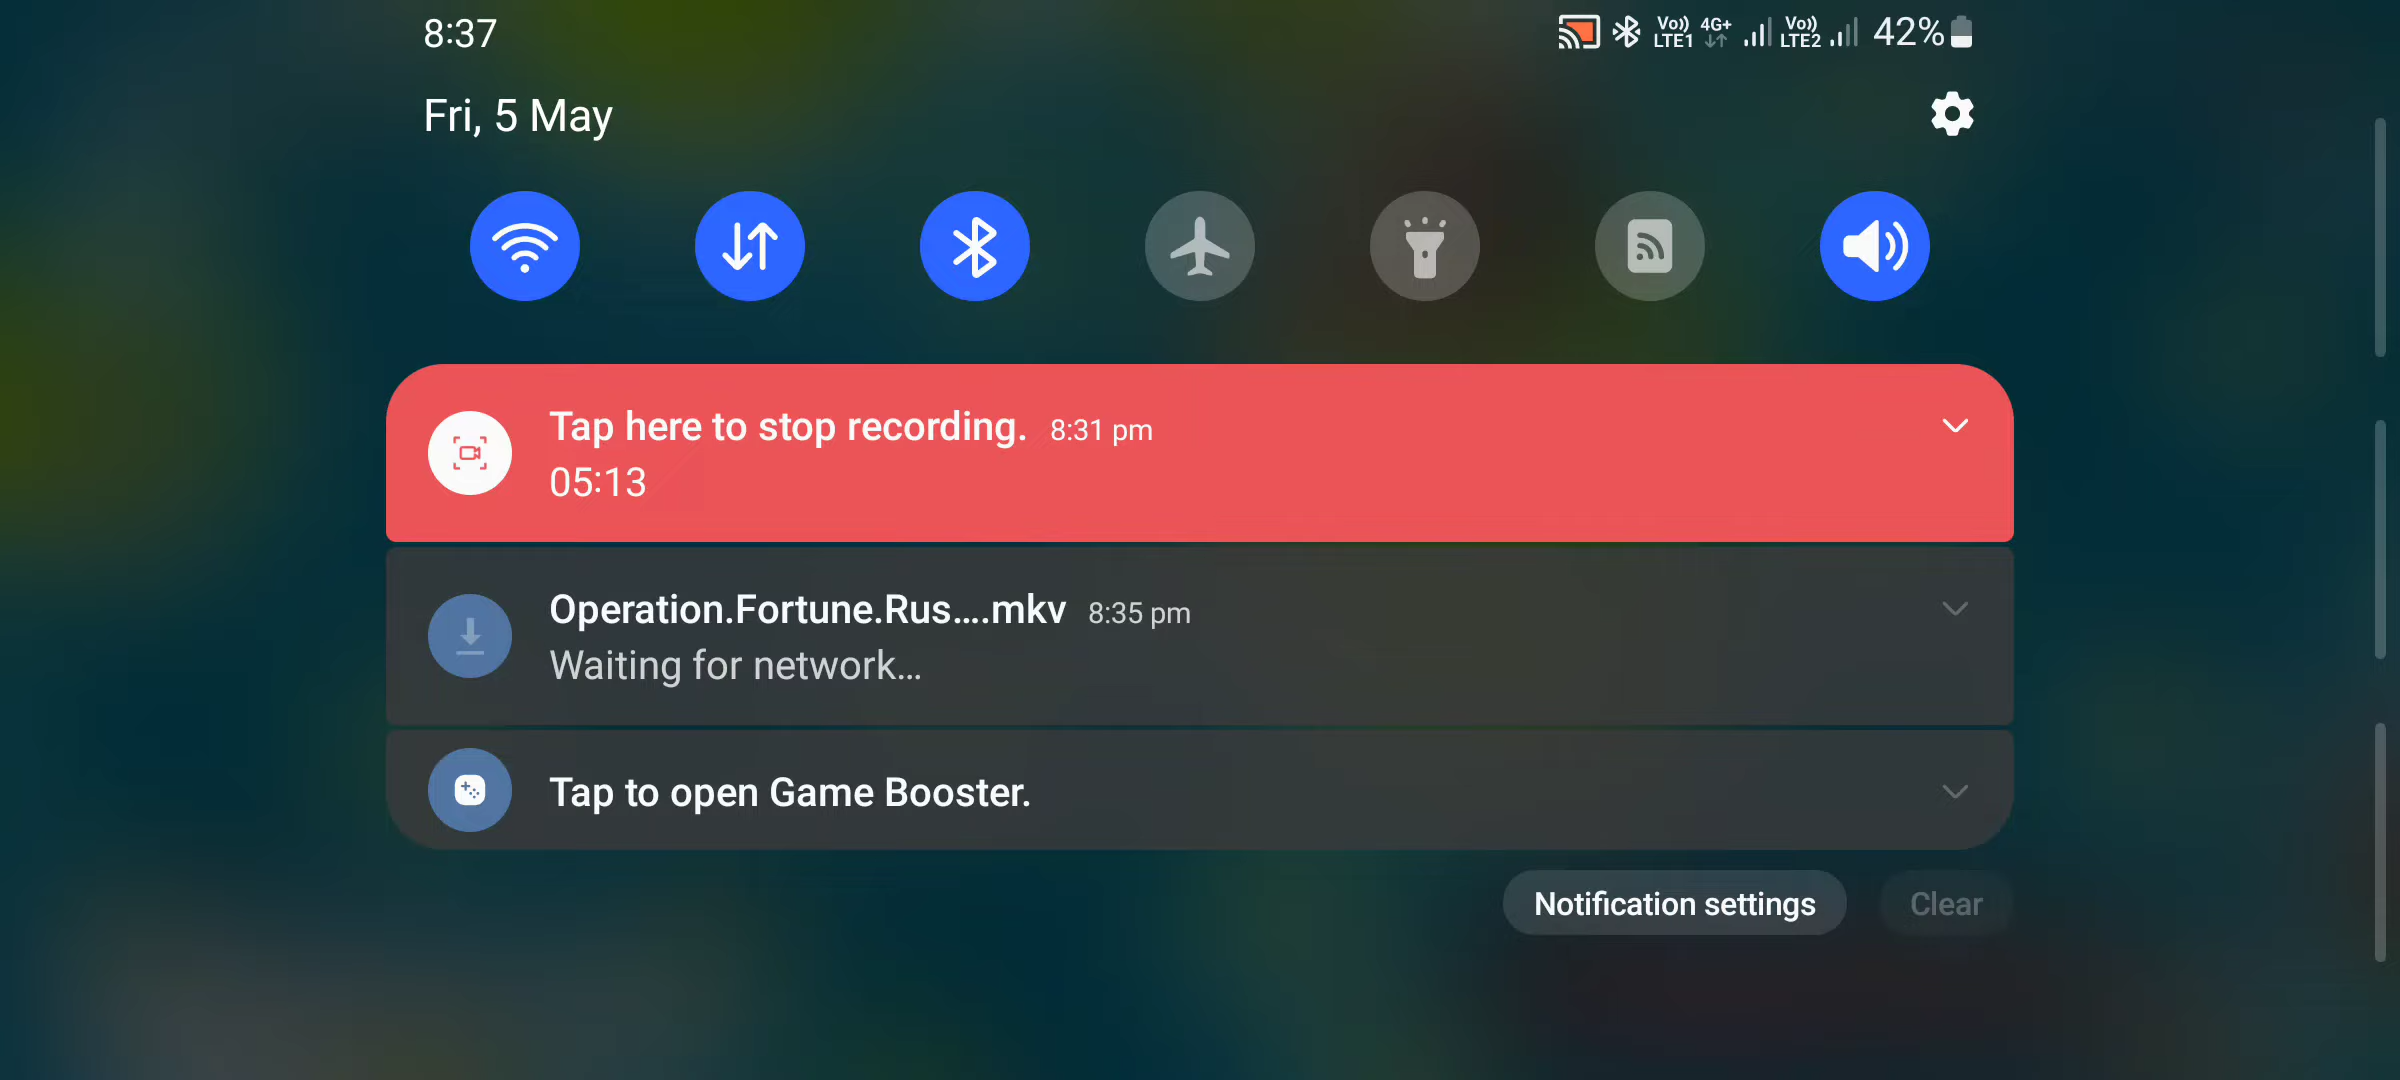 8:37
Vo)) LTE1 4G+ Vo)) LTE2 42%
Fri, 5 May
Tap here to stop recording. 8:31 pm
05:13
Operation.Fortune.Rus….mkv 8:35 pm
Waiting for network…
Tap to open Game Booster.
Notification settings Clear